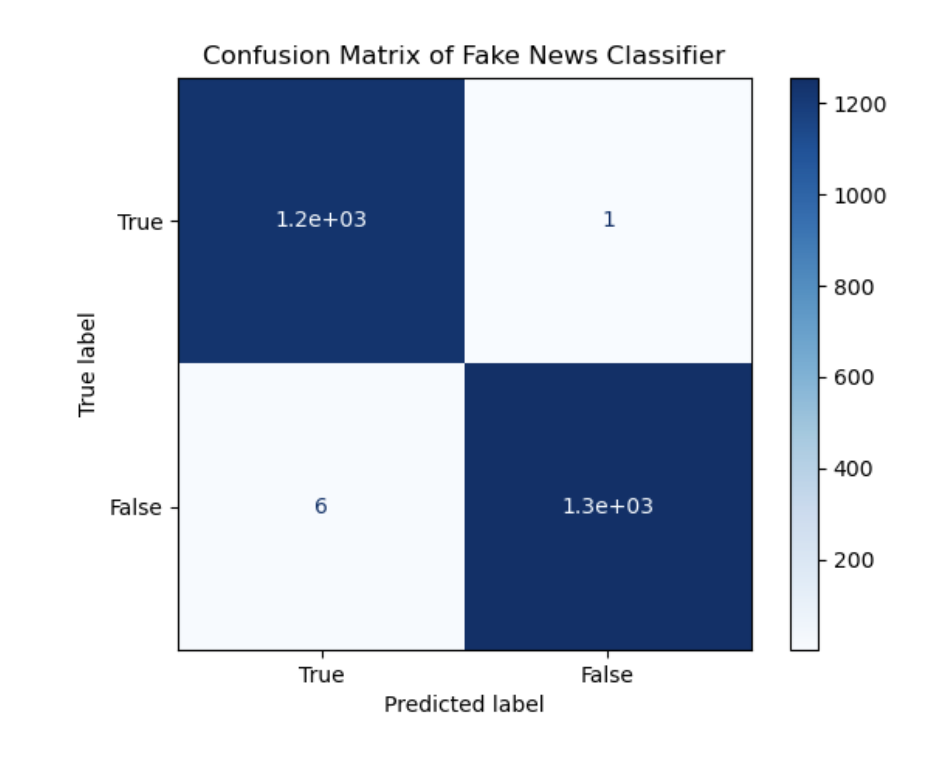 Confusion Matrix of Fake News Classifier
True
1.2e+03
1
False
6
1.3e+03
True
False
True label
Predicted label
1200
1000
800
600
400
200